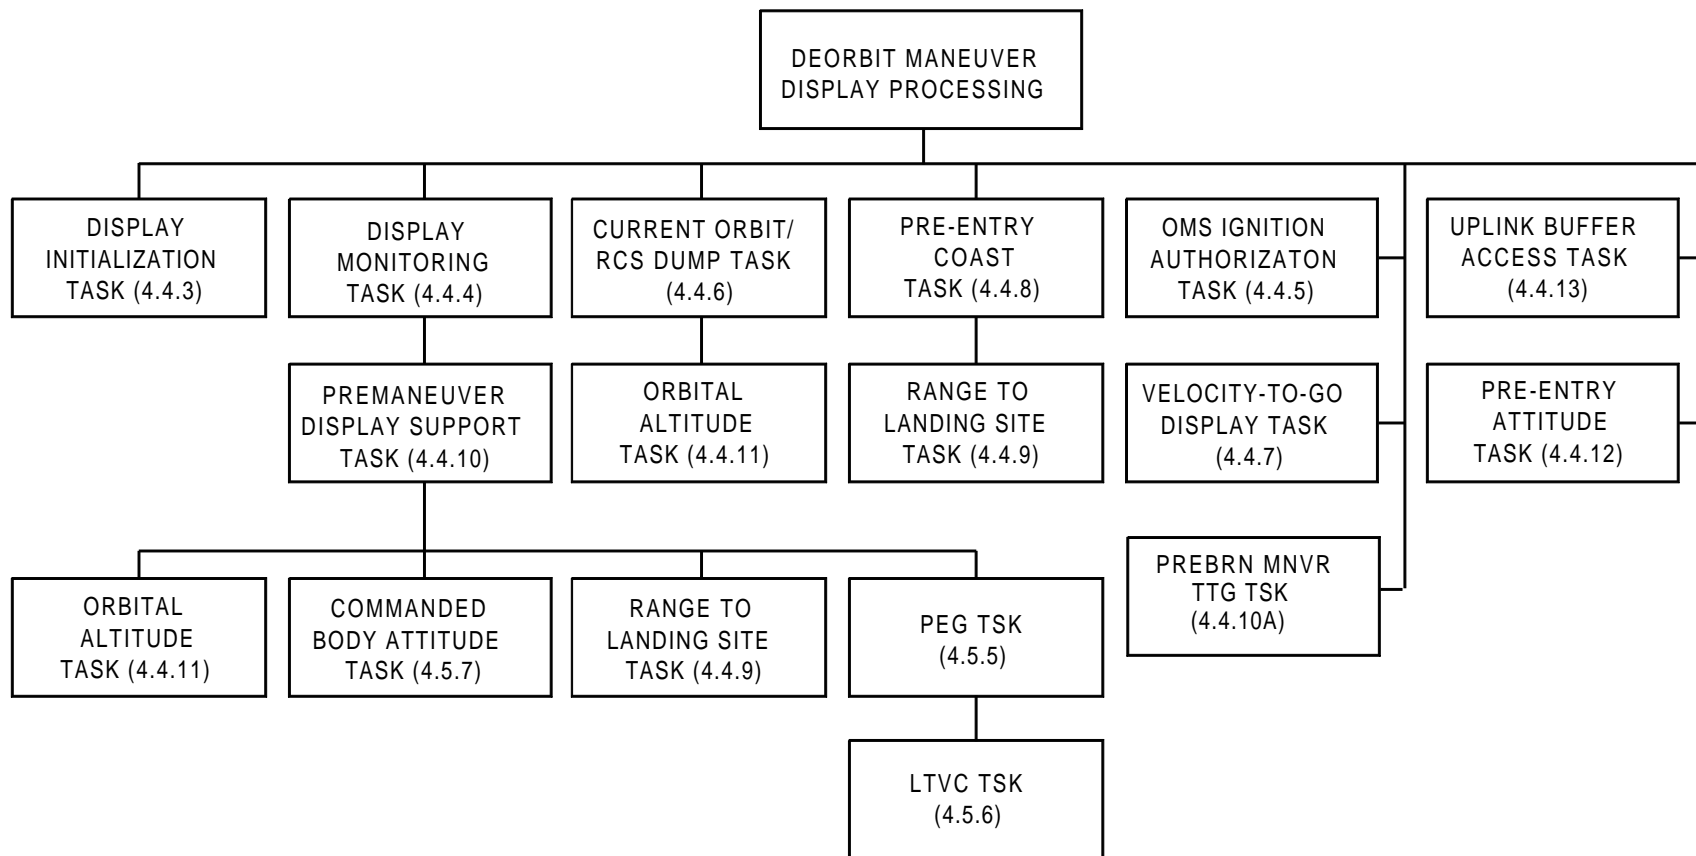 DEORBIT MANEUVER
DISPLAY PROCESSING
DISPLAY
INITIALIZATION
TASK (4.4.3)
DISPLAY
MONITORING
TASK (4.4.4)
CURRENT ORBIT/
RCS DUMP TASK
(4.4.6)
PRE-ENTRY
COAST
TASK (4.4.8)
OMS IGNITION
AUTHORIZATON
TASK (4.4.5)
UPLINK BUFFER
ACCESS TASK
(4.4.13)
PREMANEUVER
DISPLAY SUPPORT
TASK (4.4.10)
ORBITAL
ALTITUDE
TASK (4.4.11)
RANGE TO
LANDING SITE
TASK (4.4.9)
VELOCITY-TO-GO
DISPLAY TASK
(4.4.7)
PRE-ENTRY
ATTITUDE
TASK (4.4.12)
PREBRN MNVR
TTG TSK
(4.4.10A)
ORBITAL
ALTITUDE
TASK (4.4.11)
COMMANDED
BODY ATTITUDE
TASK (4.5.7)
RANGE TO
LANDING SITE
TASK (4.4.9)
PEG TSK
(4.5.5)
LTVC TSK
(4.5.6)